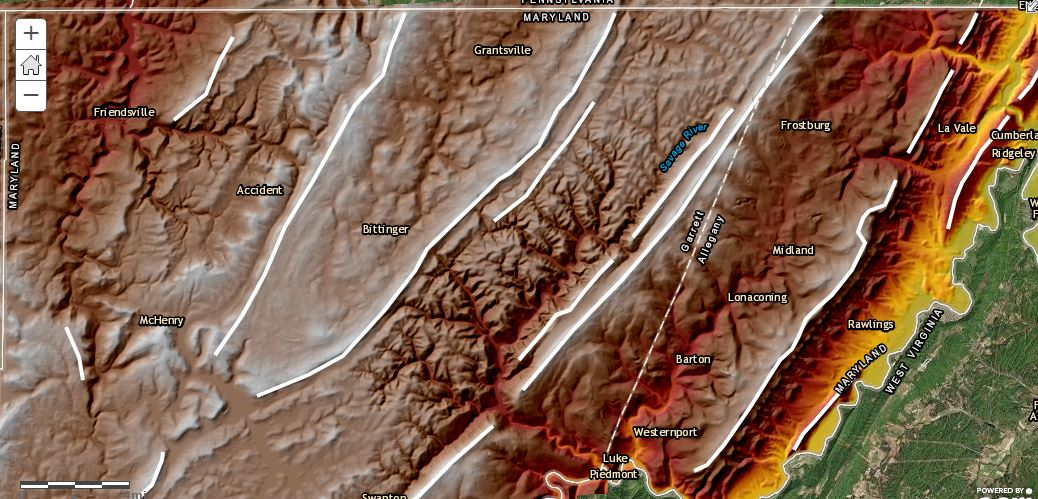 PENNSYLVANIA
MARYLAND
+
−
Grantsville
Friendsville
Savage River
Frostburg
La Vale
Ridgeley
MARYLAND
Accident
Bittinger
Garrett
Allegany
Midland
Lonaconing
McHenry
Rawlings
MARYLAND
WEST VIRGINIA
Barton
Westernport
Luke
Piedmont
Swanton
POWERED BY